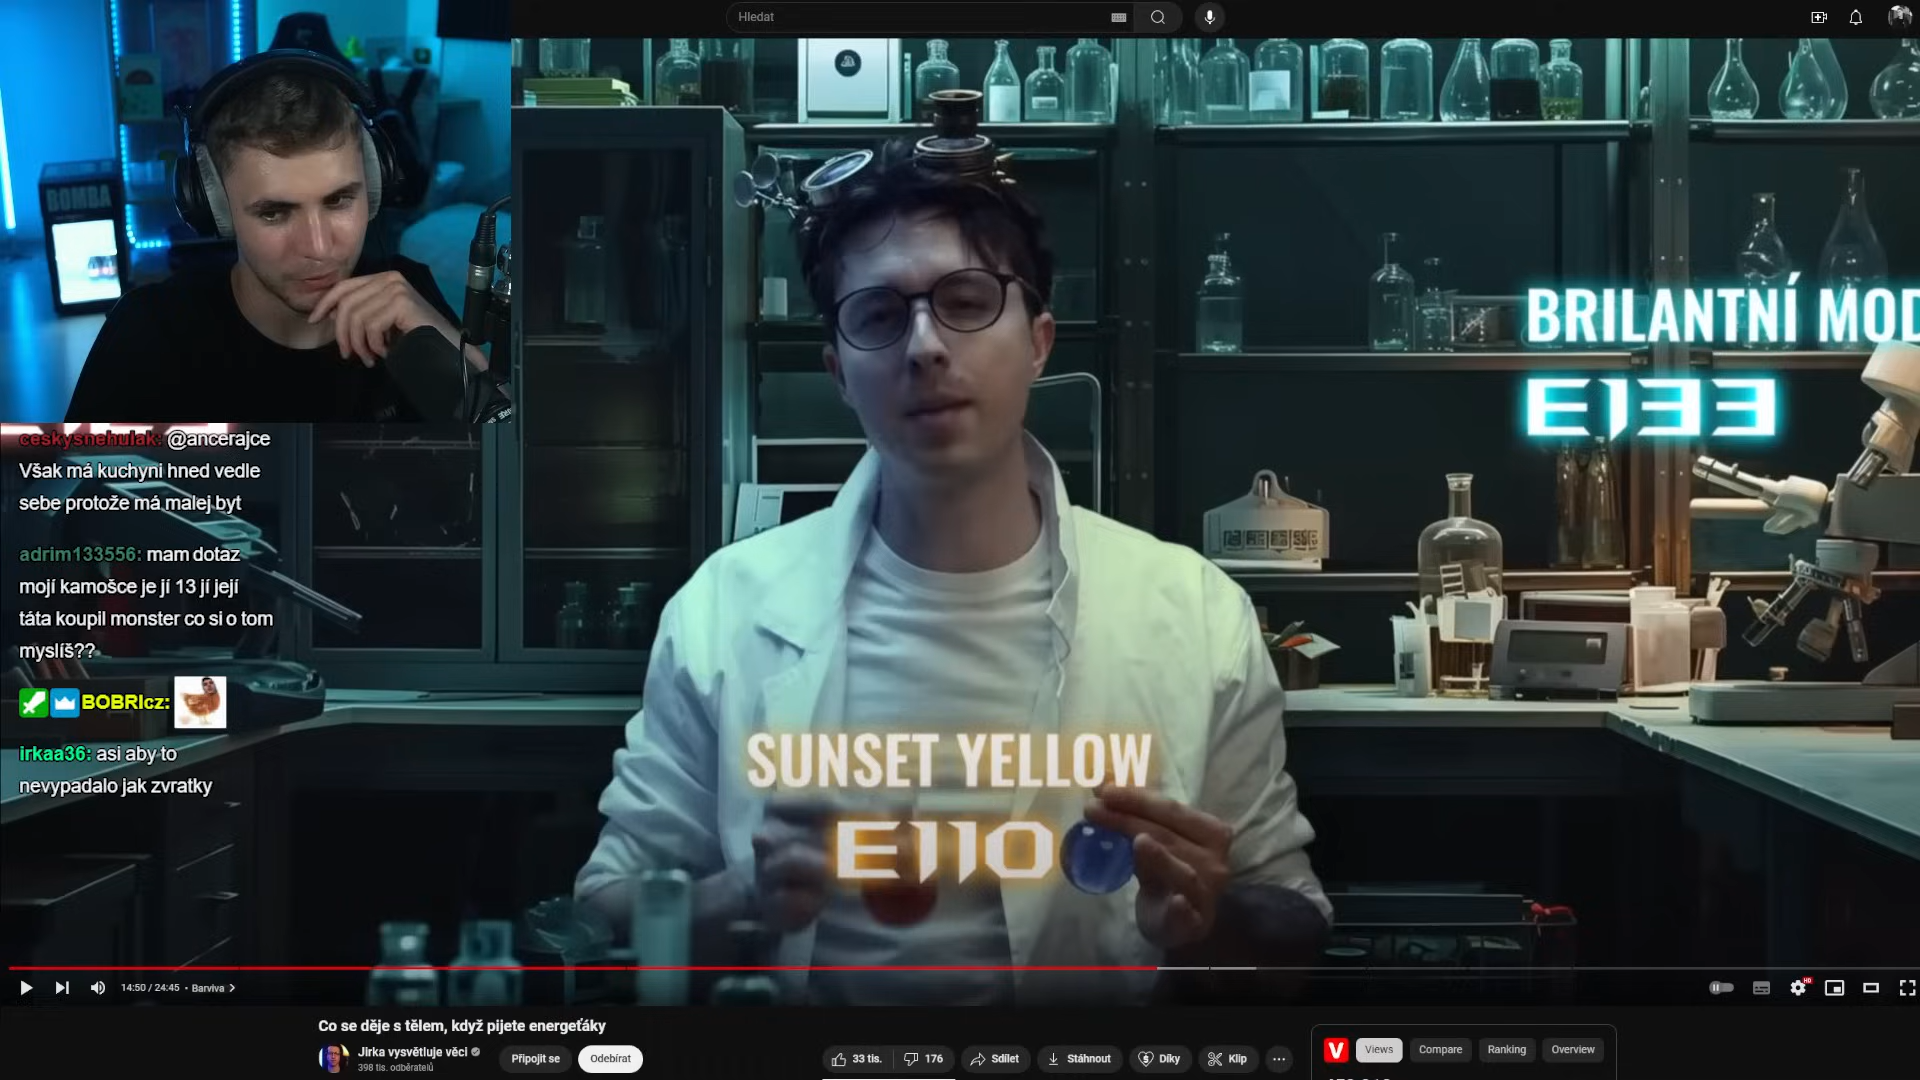 Hledat
BOMBA
BRILANTNÍ MOD
E133
ceskysnehulak: @ancerajce
Však má kuchyni hned vedle
sebe protože má malej byt
adrim133556: mam dotaz
mojí kamošce je jí 13 jí její
táta koupil monster co si o tom
myslíš??
BOBRIcz:
irkaa36: asi aby to
nevypadalo jak zvratky
SUNSET YELLOW
E110
14:50 / 24:45 • Barviva
HD
Co se děje s tělem, když pijete energeťáky
Jirka vysvětluje věci
398 tis. odběratelů
Připojit se
Odebírat
33 tis.
176
Sdílet
Stáhnout
Díky
Klip
V
Views
Compare
Ranking
Overview